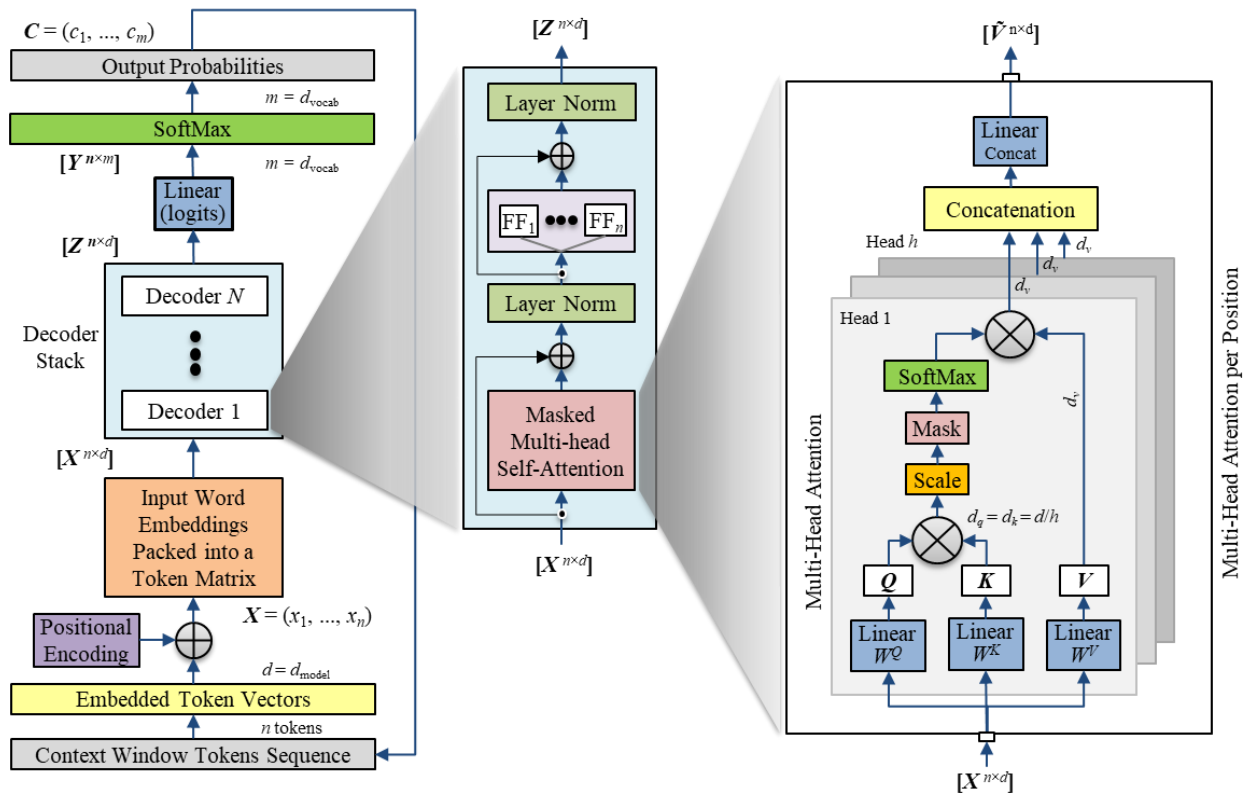 C = (c1, ..., cm)
Output Probabilities
m = dvocab
SoftMax
[Y n×m]
m = dvocab
Linear
(logits)
[Z n×d]
Decoder N
Decoder
Stack
Decoder 1
[X n×d]
Input Word
Embeddings
Packed into a
Token Matrix
X = (x1, ..., xn)
Positional
Encoding
d = dmodel
Embedded Token Vectors
n tokens
Context Window Tokens Sequence
[Z n×d]
Layer Norm
FF1
FFn
Layer Norm
Masked
Multi-head
Self-Attention
[X n×d]
[Ṽ n×d]
Linear
Concat
Concatenation
Head h
dv
dv
dv
Head 1
SoftMax
dv
Mask
Scale
dq = dk = d/h
Q
K
V
Linear
WQ
Linear
WK
Linear
WV
Multi-Head Attention
Multi-Head Attention per Position
[X n×d]